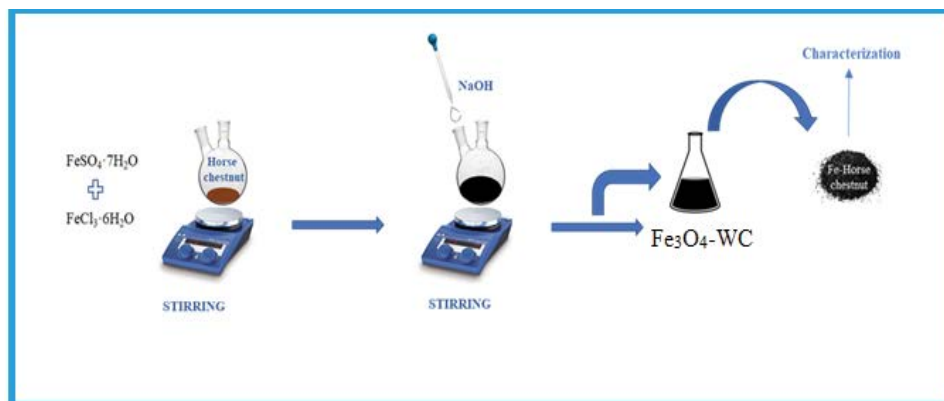 FeSO₄·7H₂O
FeCl₃·6H₂O
Horse
chestnut
STIRRING
NaOH
STIRRING
Fe₃O₄-WC
Characterization
Fe-Horse
chestnut